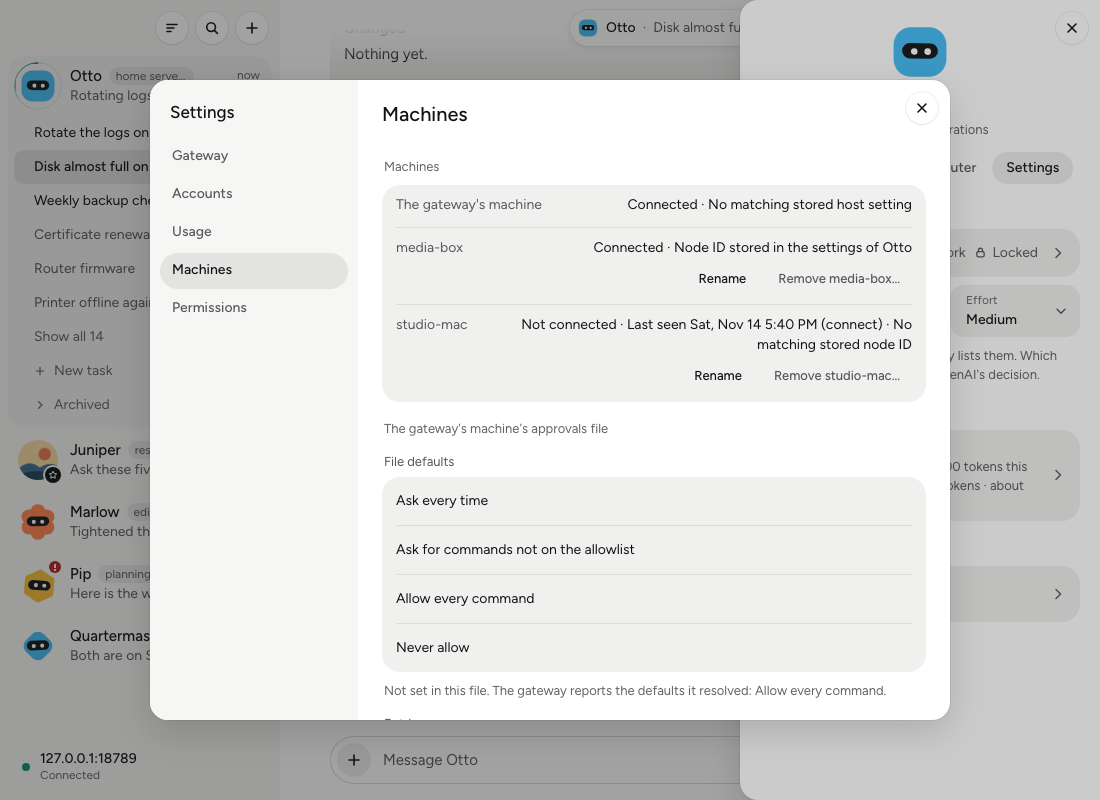 Nothing yet.
Otto · Disk almost fu
Otto home serve... now
Rotating logs
Rotate the logs on
Disk almost full on
Weekly backup che
Certificate renewa
Router firmware
Printer offline agai
Show all 14
New task
Archived
Juniper res
Ask these fiv
Marlow edi
Tightened th
Pip planning
Here is the w
Quartermas
Both are on S
127.0.0.1:18789
Connected
Message Otto
Settings
Gateway
Accounts
Usage
Machines
Permissions
Machines
Machines
The gateway's machine Connected · No matching stored host setting
media-box Connected · Node ID stored in the settings of Otto
Rename Remove media-box...
studio-mac Not connected · Last seen Sat, Nov 14 5:40 PM (connect) · No
matching stored node ID
Rename Remove studio-mac...
The gateway's machine's approvals file
File defaults
Ask every time
Ask for commands not on the allowlist
Allow every command
Never allow
Not set in this file. The gateway reports the defaults it resolved: Allow every command.
rations
uter Settings
ork Locked
Effort
Medium
y lists them. Which
enAI's decision.
00 tokens this
okens · about